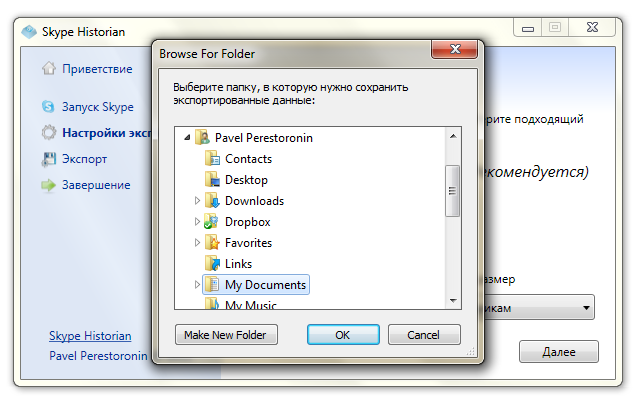 Skype Historian
Browse For Folder
Приветствие
Запуск Skype
Настройки эксп
Экспорт
Завершение
Skype Historian
Pavel Perestoronin
Выберите папку, в которую нужно сохранить
экспортированные данные:
Pavel Perestoronin
Contacts
Desktop
Downloads
Dropbox
Favorites
Links
My Documents
My Music
Make New Folder
OK
Cancel
рите подходящий
екомендуется)
азмер
икам
Далее